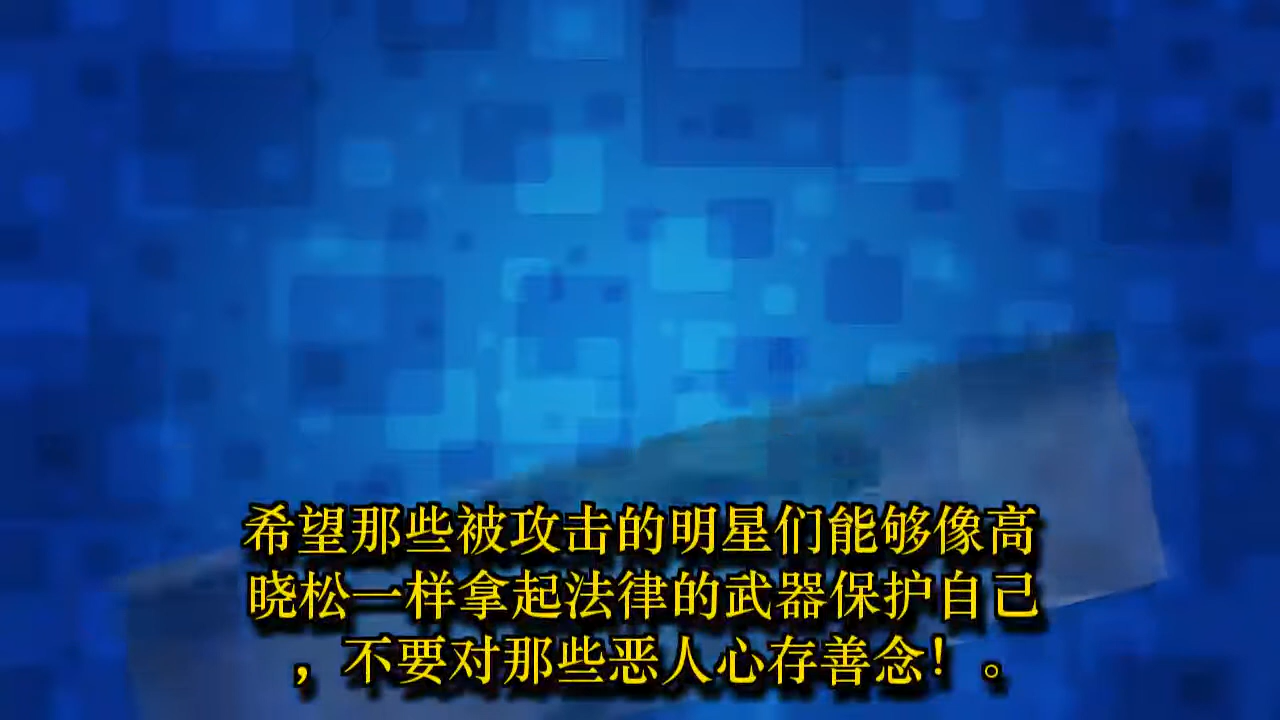 希望那些被攻击的明星们能够像高
晓松一样拿起法律的武器保护自己
，不要对那些恶人心存善念！。